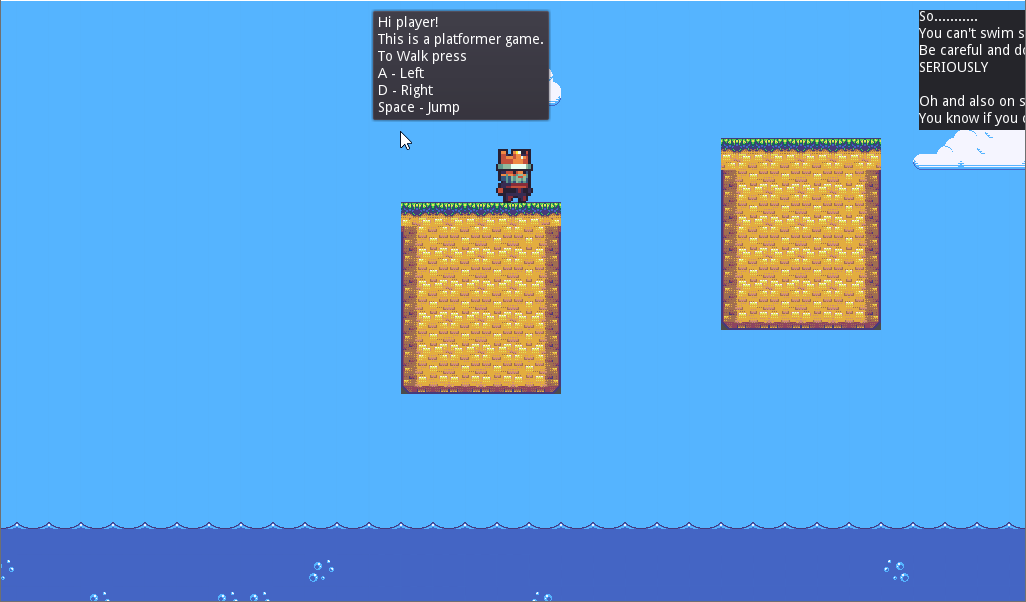 Hi player!
This is a platformer game.
To Walk press
A - Left
D - Right
Space - Jump
So...........
You can't swim
Be careful and
SERIOUSLY
Oh and also on
You know if you